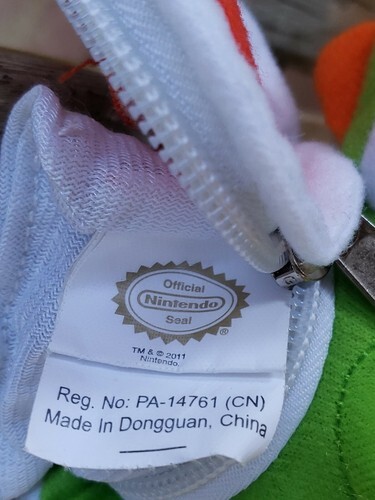 Official
Nintendo
Seal
®
TM & © 2011
Nintendo.
Reg. No: PA-14761 (CN)
Made In Dongguan, China